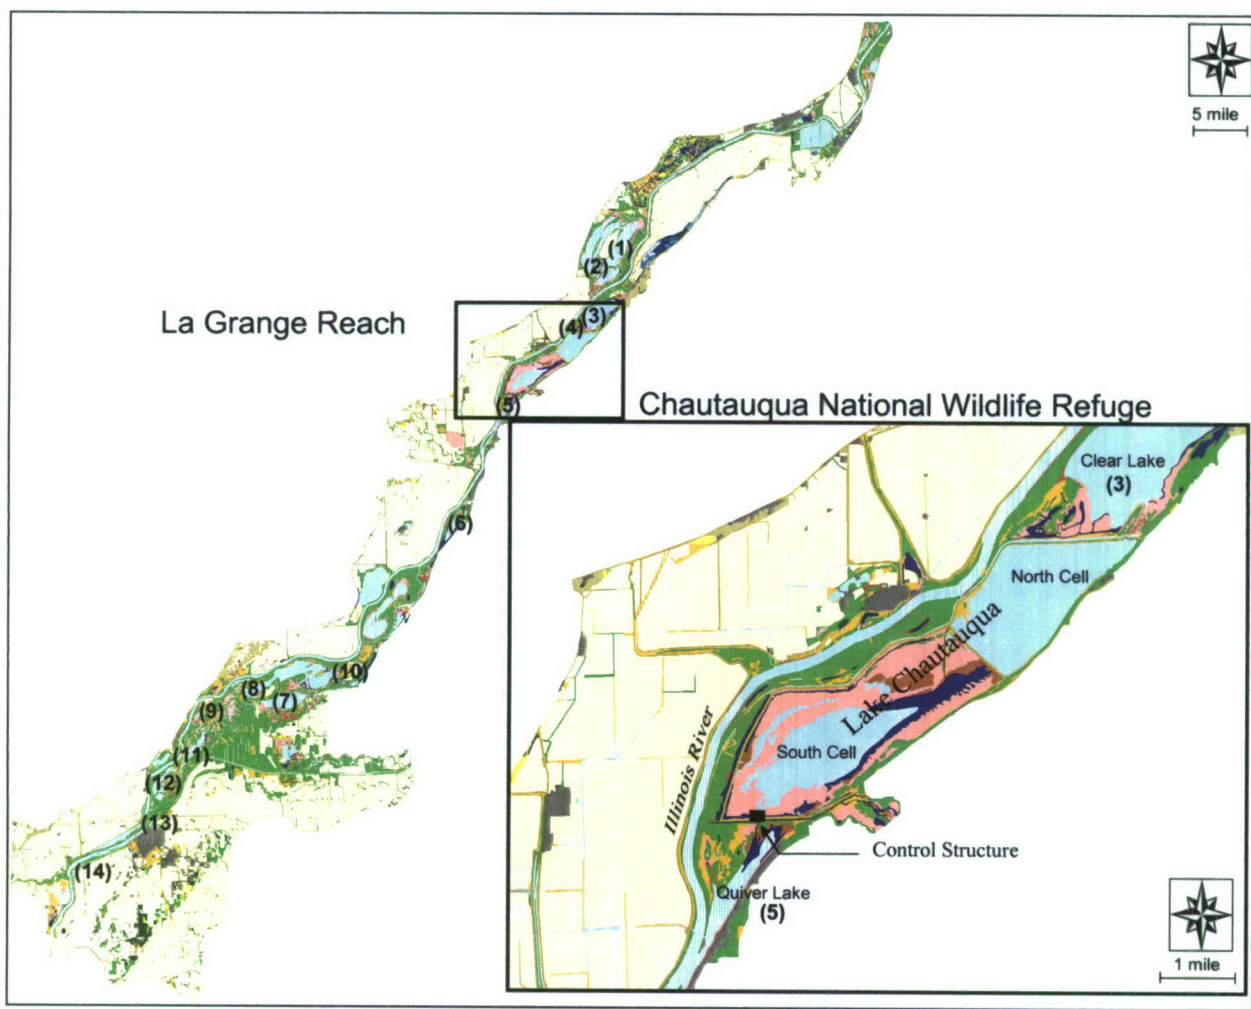 5 mile
(1)
(2)
(3)
La Grange Reach
(4)
(5)
Chautauqua National Wildlife Refuge
Clear Lake
(3)
(6)
North Cell
Lake Chautauqua
(10)
(8)
(7)
(9)
Illinois River
South Cell
(11)
(12)
(13)
Control Structure
(14)
Quiver Lake
(5)
1 mile